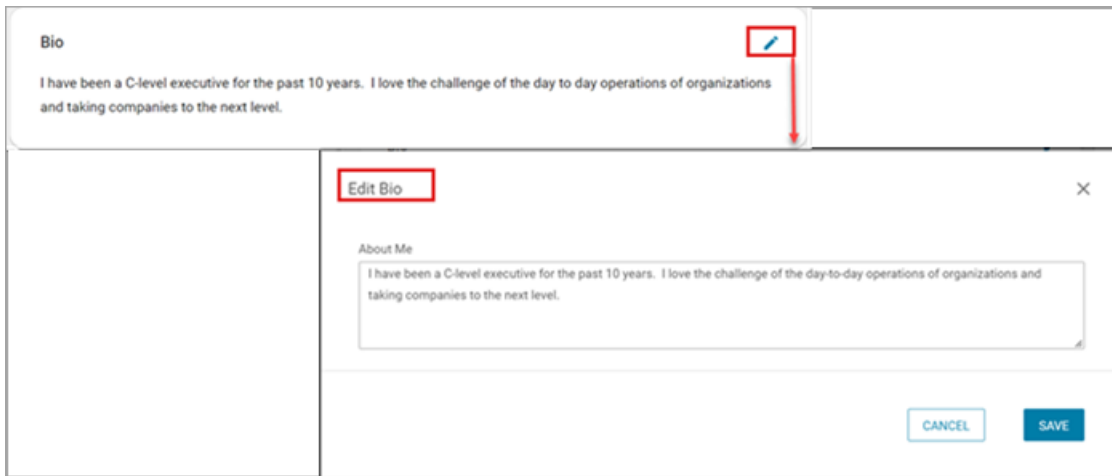 Bio
I have been a C-level executive for the past 10 years.  I love the challenge of the day to day operations of organizations
and taking companies to the next level.
Edit Bio
About Me
I have been a C-level executive for the past 10 years.  I love the challenge of the day-to-day operations of organizations and
taking companies to the next level.
CANCEL
SAVE